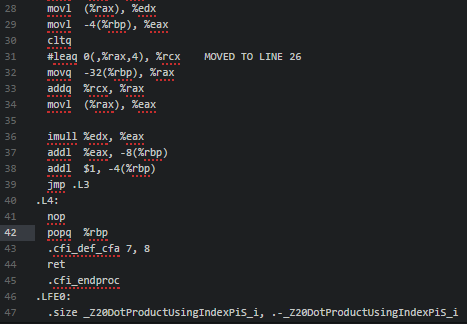 28 movl (%rax), %edx
29 movl -4(%rbp), %eax
30 cltq
31 #leaq 0(,%rax,4), %rcx MOVED TO LINE 26
32 movq -32(%rbp), %rax
33 addq %rcx, %rax
34 movl (%rax), %eax
35
36 imull %edx, %eax
37 addl %eax, -8(%rbp)
38 addl $1, -4(%rbp)
39 jmp .L3
40 .L4:
41 nop
42 popq %rbp
43 .cfi_def_cfa 7, 8
44 ret
45 .cfi_endproc
46 .LFE0:
47 .size _Z20DotProductUsingIndexPiS_i, .-_Z20DotProductUsingIndexPiS_i